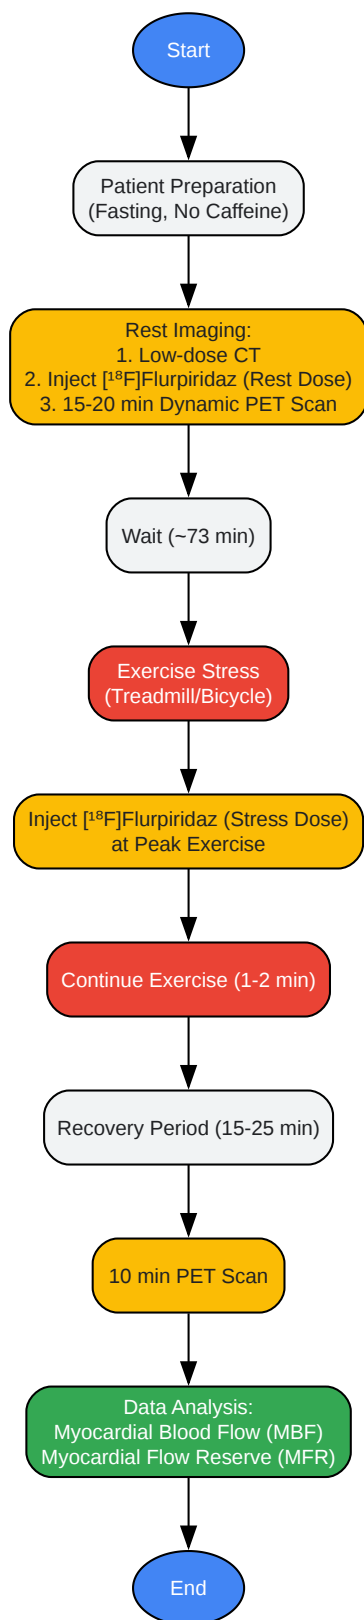 Start
Patient Preparation
(Fasting, No Caffeine)
Rest Imaging:
1. Low-dose CT
2. Inject [¹⁸F]Flurpiridaz (Rest Dose)
3. 15-20 min Dynamic PET Scan
Wait (~73 min)
Exercise Stress
(Treadmill/Bicycle)
Inject [¹⁸F]Flurpiridaz (Stress Dose)
at Peak Exercise
Continue Exercise (1-2 min)
Recovery Period (15-25 min)
10 min PET Scan
Data Analysis:
Myocardial Blood Flow (MBF)
Myocardial Flow Reserve (MFR)
End